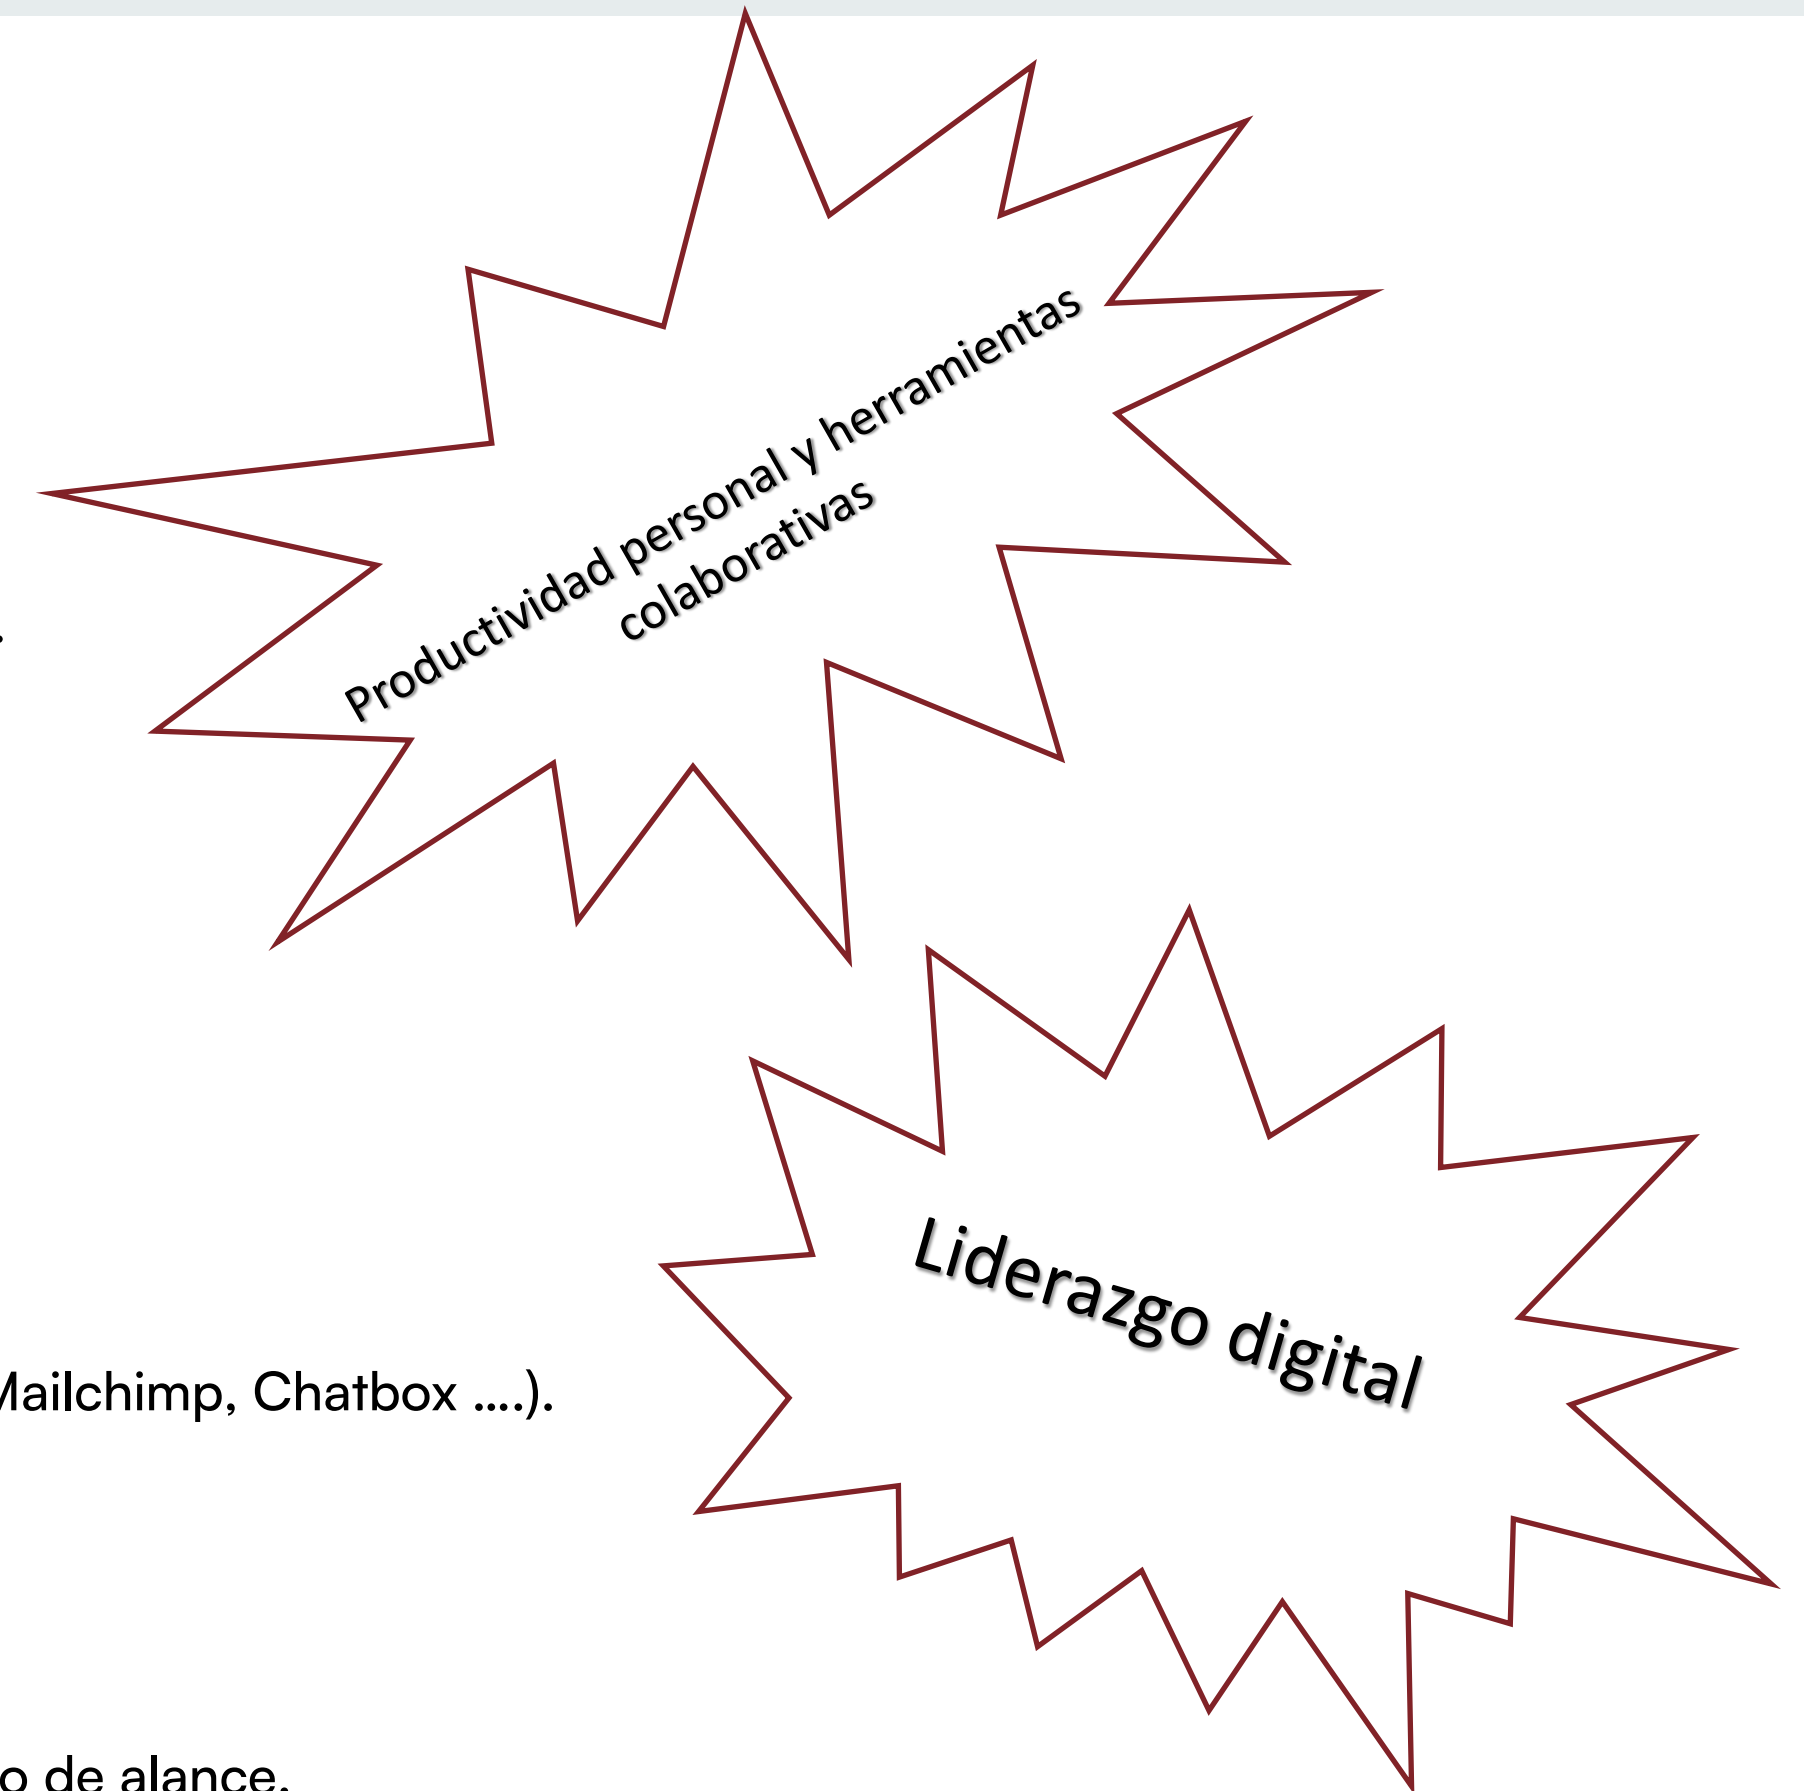 Productividad personal y herramientas
colaborativas
Liderazgo digital
Mailchimp, Chatbox ....).
o de alance.